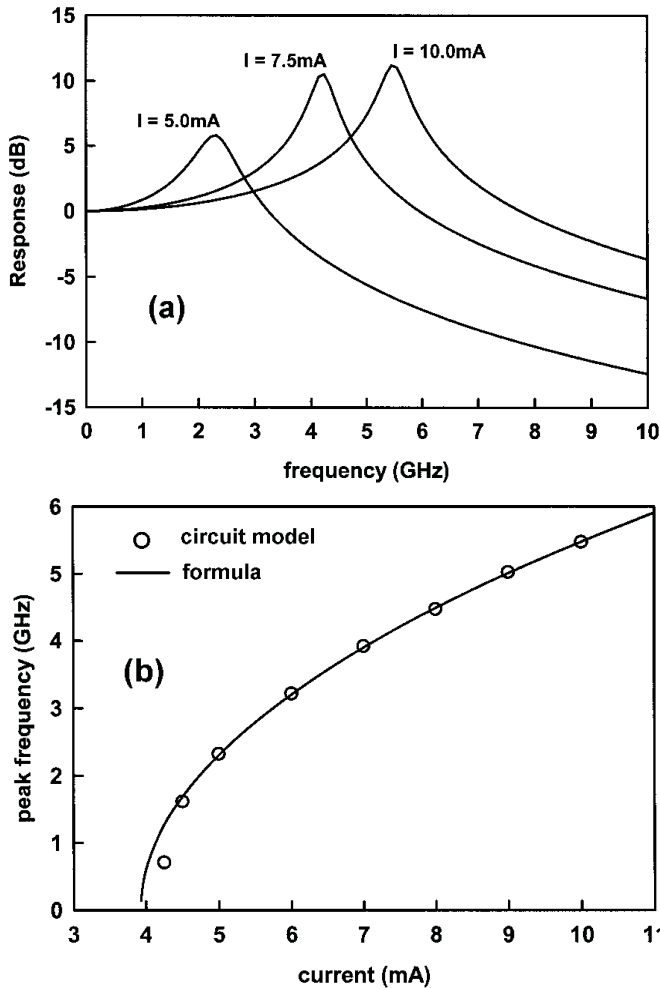 15
10
5
0
-5
-10
-15
Response (dB)
I = 5.0mA
I = 7.5mA
I = 10.0mA
(a)
0 1 2 3 4 5 6 7 8 9 10
frequency (GHz)
6
5
4
3
2
1
0
peak frequency (GHz)
circuit model
formula
(b)
3 4 5 6 7 8 9 10 11
current (mA)